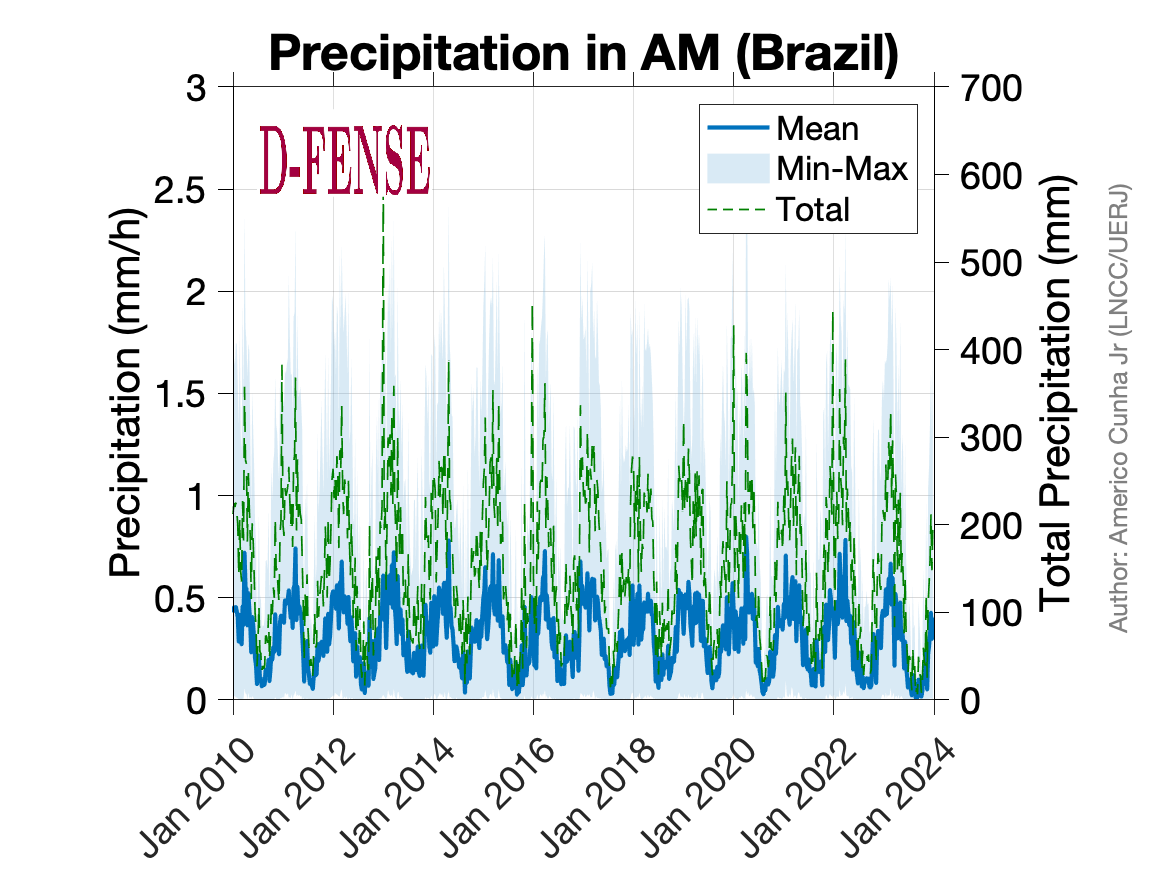 Precipitation in AM (Brazil)
D-FENSE
Mean
Min-Max
Total
Precipitation (mm/h)
3
2.5
2
1.5
1
0.5
0
700
600
500
400
300
200
100
0
Total Precipitation (mm)
Author: Americo Cunha Jr (LNCC/UERJ)
Jan 2010
Jan 2012
Jan 2014
Jan 2016
Jan 2018
Jan 2020
Jan 2022
Jan 2024